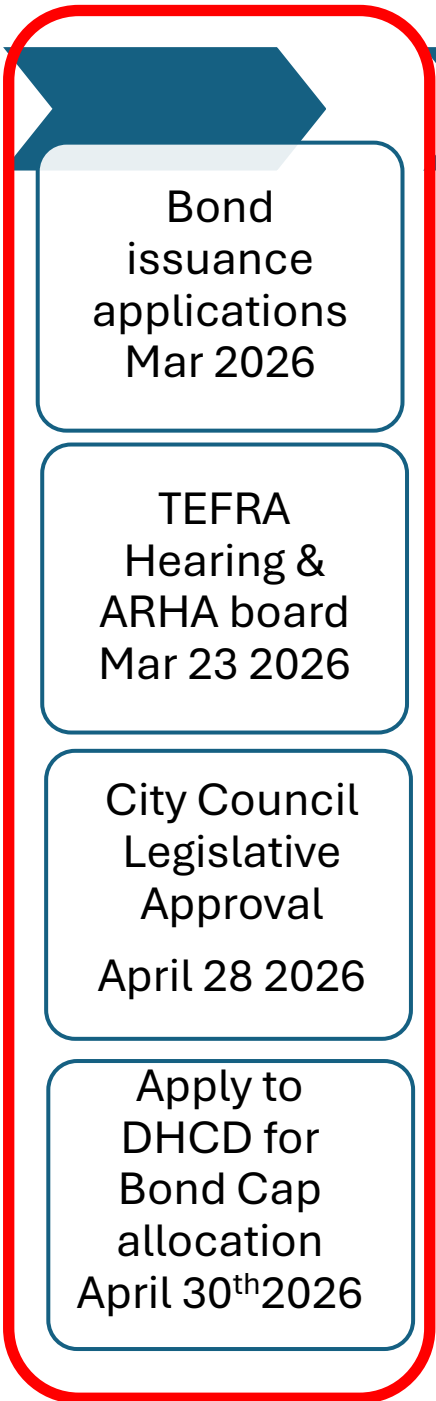 Bond
issuance
applications
Mar 2026
TEFRA
Hearing &
ARHA board
Mar 23 2026
City Council
Legislative
Approval
April 28 2026
Apply to
DHCD for
Bond Cap
allocation
April 30th2026